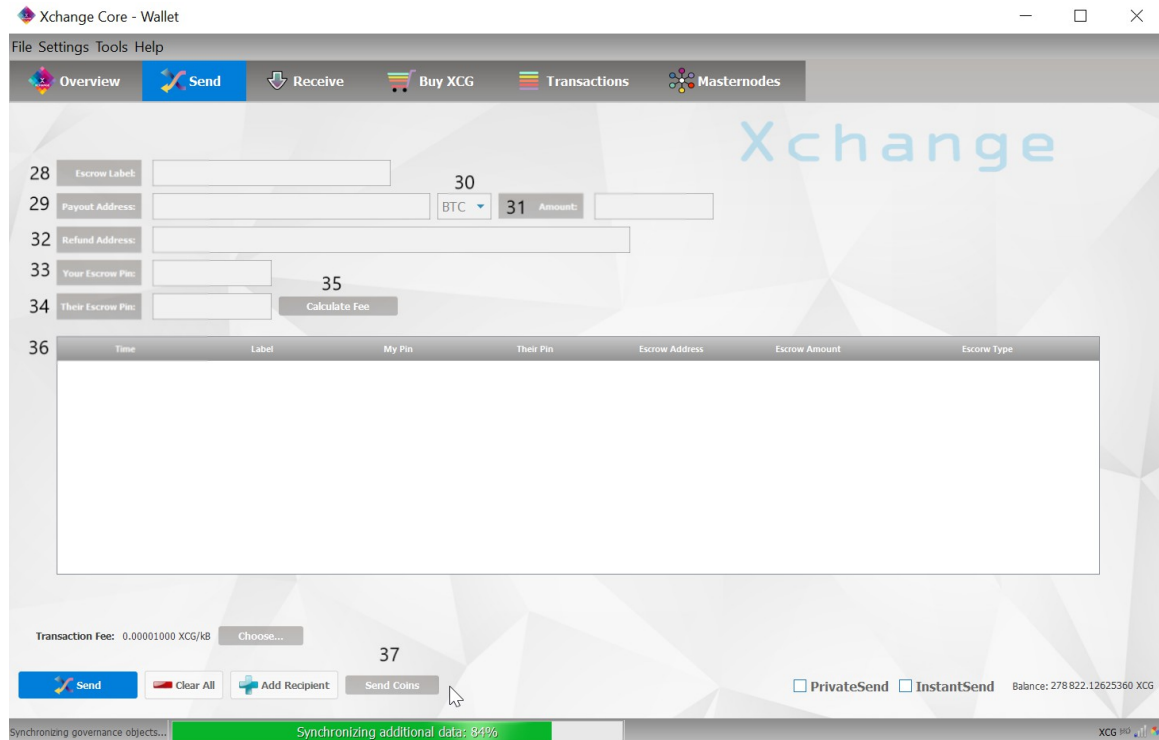 Xchange Core - Wallet
File Settings Tools Help
Overview Send Receive Buy XCG Transactions Masternodes
Xchange
28 Escrow Label:
30
29 Payout Address: BTC 31 Amount:
32 Refund Address:
33 Your Escrow Pin:
35
34 Their Escrow Pin: Calculate Fee
36 Time Label My Pin Their Pin Escrow Address Escrow Amount Escorw Type
Transaction Fee: 0.00001000 XCG/kB Choose...
37
Send Clear All Add Recipient Send Coins PrivateSend InstantSend Balance: 278 822.12625360 XCG
Synchronizing governance objects... Synchronizing additional data: 84% XCG HD